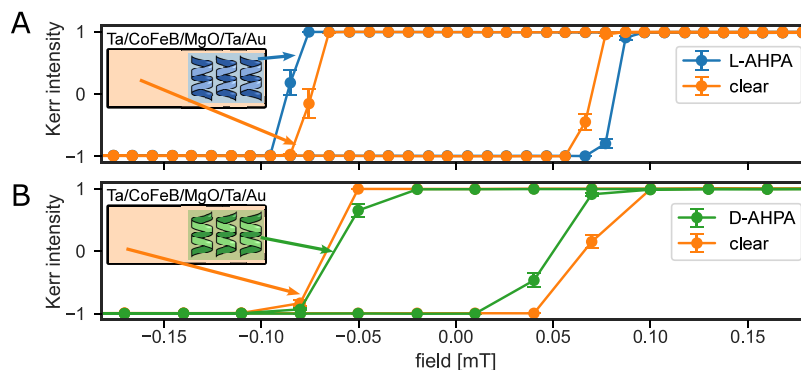 A
Ta/CoFeB/MgO/Ta/Au
Kerr intensity
1
0
−1
L-AHPA
clear
B
Ta/CoFeB/MgO/Ta/Au
Kerr intensity
1
0
−1
D-AHPA
clear
−0.15 −0.10 −0.05 0.00 0.05 0.10 0.15
field [mT]